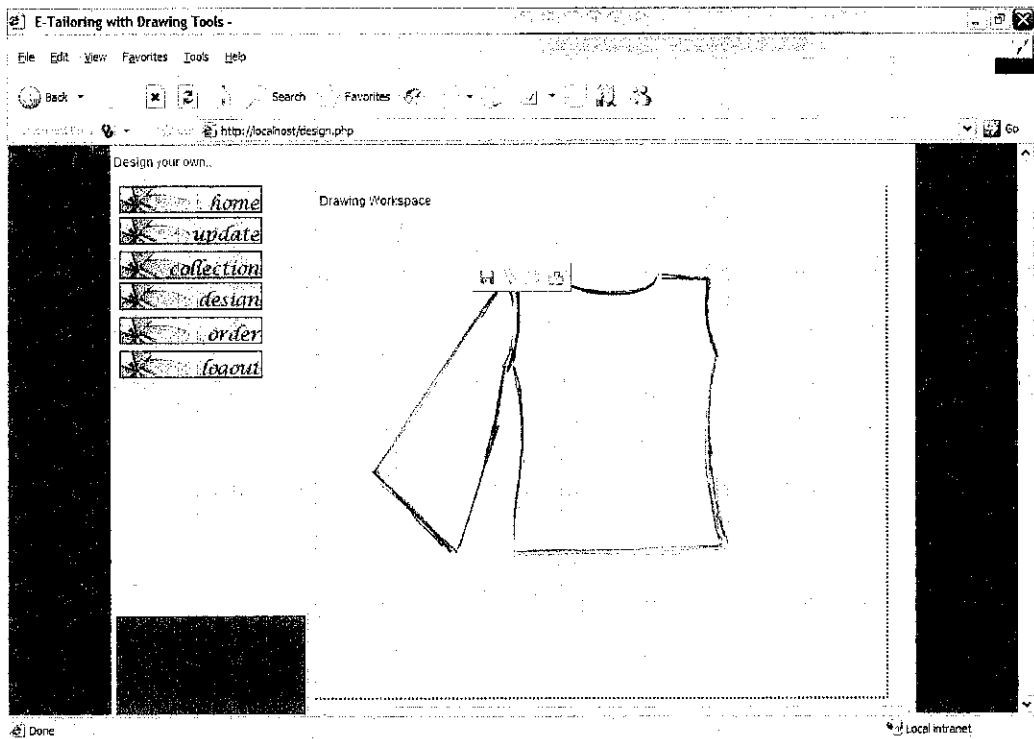 E-Tailoring with Drawing Tools -
File Edit View Favorites Tools Help
Back Search Favorites
http://localhost/design.php Go
Design your own..
home
Drawing Workspace
update
collection
design
order
logout
Done Local intranet